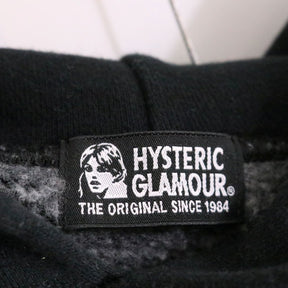 HYSTERIC
GLAMOUR®
THE ORIGINAL SINCE 1984